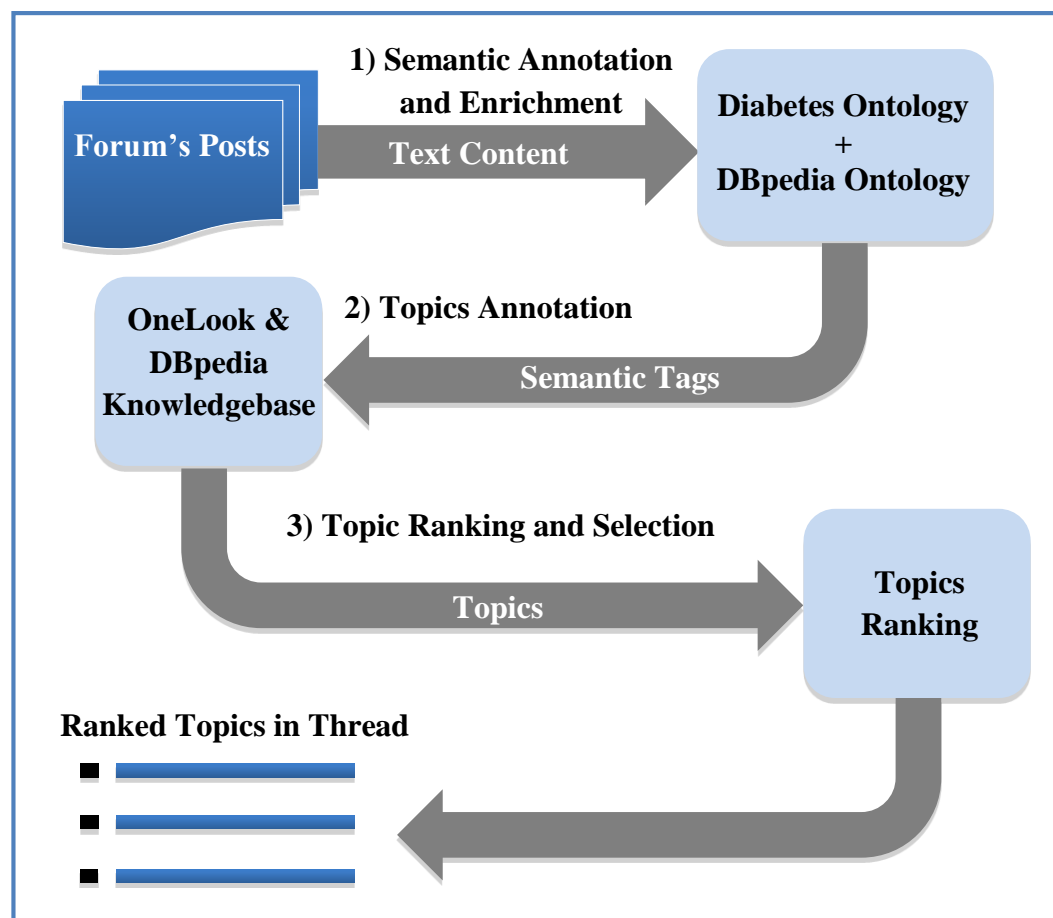 1) Semantic Annotation
and Enrichment
Forum's Posts
Text Content
Diabetes Ontology
+
DBpedia Ontology
2) Topics Annotation
Semantic Tags
OneLook &
DBpedia
Knowledgebase
3) Topic Ranking and Selection
Topics
Topics
Ranking
Ranked Topics in Thread